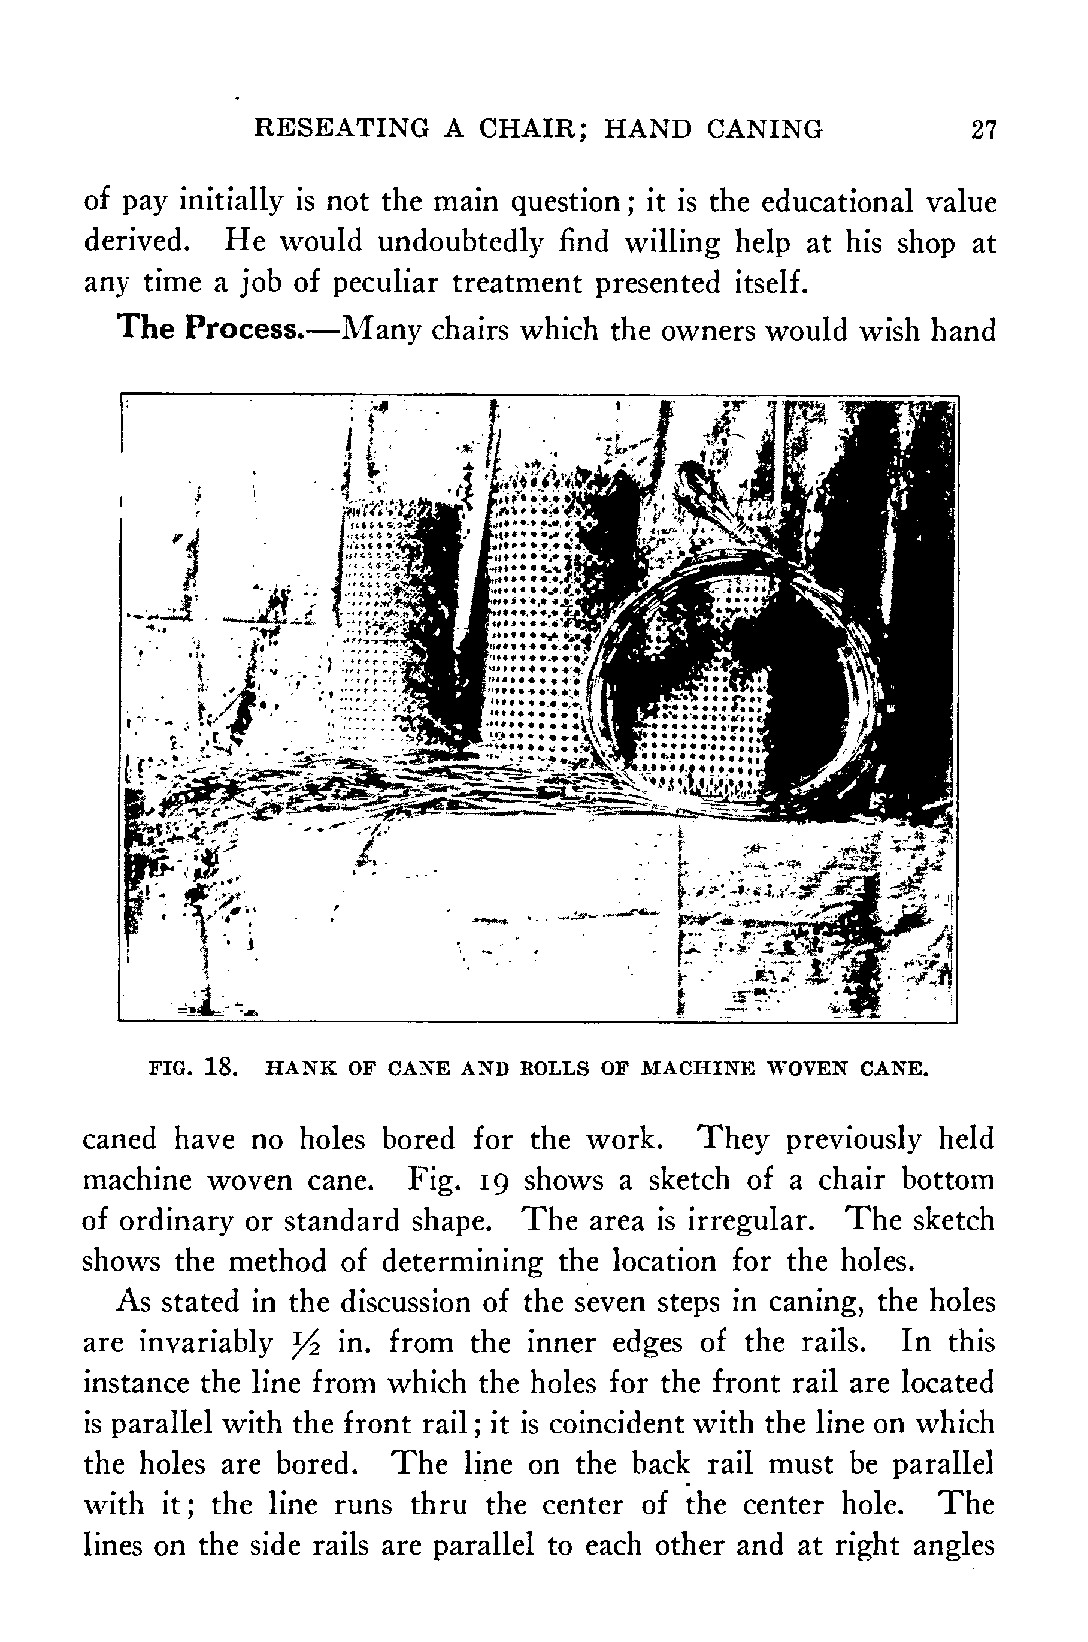 RESEATING A CHAIR; HAND CANING 27
of pay initially is not the main question; it is the educational value
derived. He would undoubtedly find willing help at his shop at
any time a job of peculiar treatment presented itself.
The Process.—Many chairs which the owners would wish hand
FIG. 18. HANK OF CANE AND ROLLS OF MACHINE WOVEN CANE.
caned have no holes bored for the work. They previously held
machine woven cane. Fig. 19 shows a sketch of a chair bottom
of ordinary or standard shape. The area is irregular. The sketch
shows the method of determining the location for the holes.
As stated in the discussion of the seven steps in caning, the holes
are invariably ½ in. from the inner edges of the rails. In this
instance the line from which the holes for the front rail are located
is parallel with the front rail; it is coincident with the line on which
the holes are bored. The line on the back rail must be parallel
with it; the line runs thru the center of the center hole. The
lines on the side rails are parallel to each other and at right angles